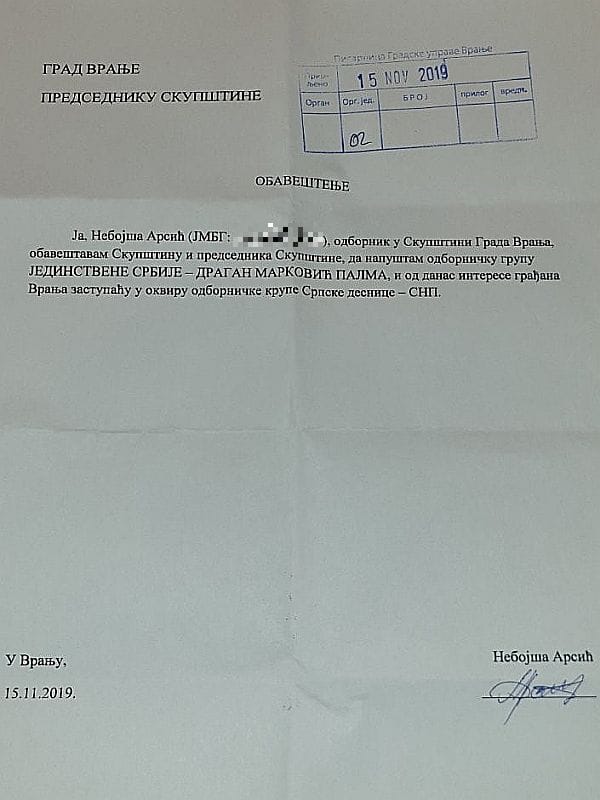 ГРАД ВРАЊЕ
ПРЕДСЕДНИКУ СКУПШТИНЕ
Писарница Градске управе Врање
15 NOV 2019
Орган Орг. јед. БРОЈ прилог вредн.
02
ОБАВЕШТЕЊЕ
Ја, Небојша Арсић (ЈМБГ: ), одборник у Скупштини Града Врања,
обавештавам Скупштину и председника Скупштине, да напуштам одборничку групу
ЈЕДИНСТВЕНЕ СРБИЈЕ – ДРАГАН МАРКОВИЋ ПАЛМА, и од данас интересе грађана
Врања заступаћу у оквиру одборничке крупе Српске деснице – СНП.
У Врању,
15.11.2019.
Небојша Арсић